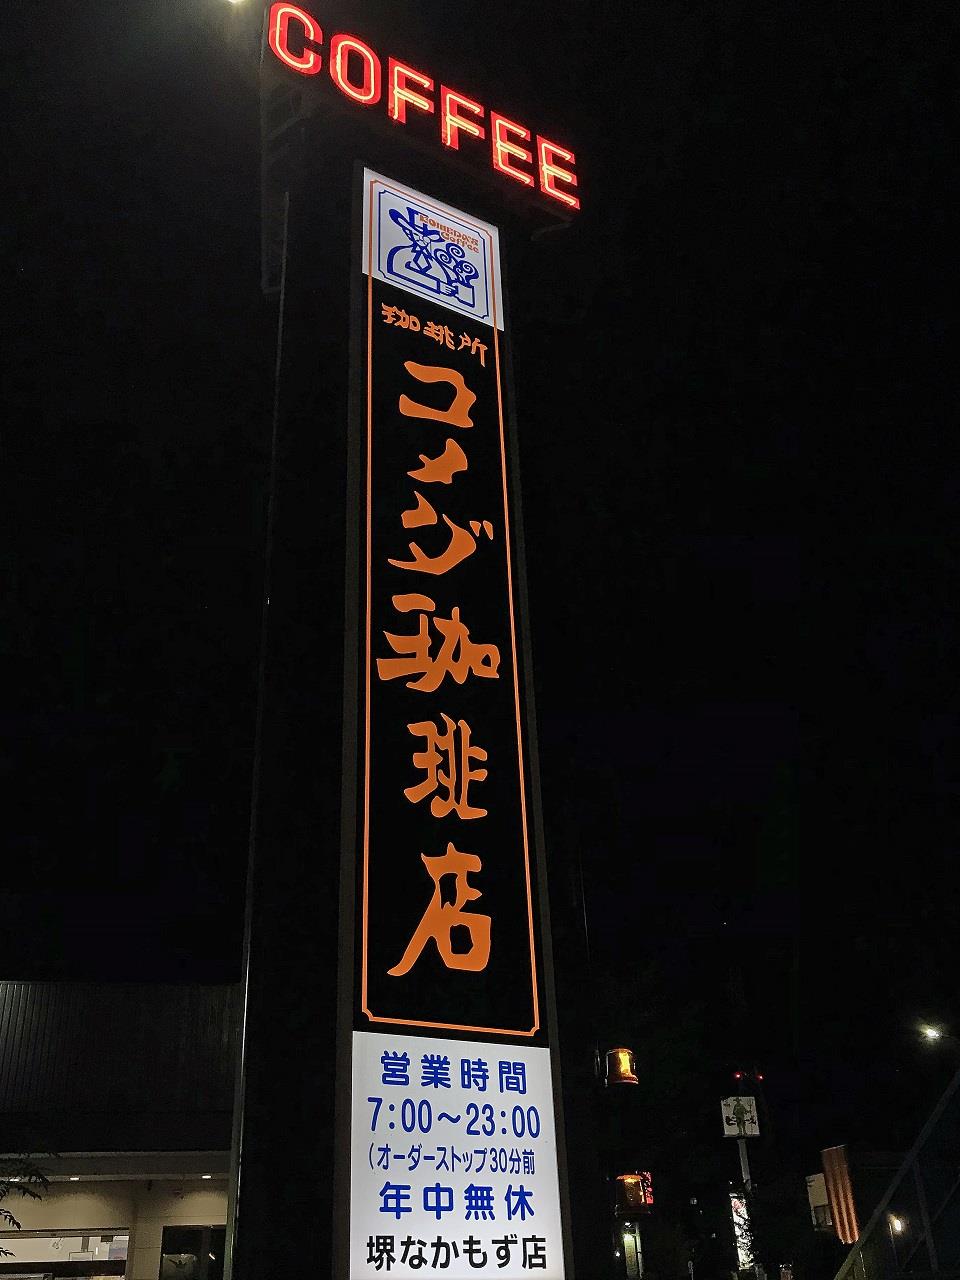 COFFEE
KOMEDA'S
Coffee
珈琲所
コメダ珈琲店
営業時間
7:00～23:00
(オーダーストップ30分前
年中無休
堺なかもず店